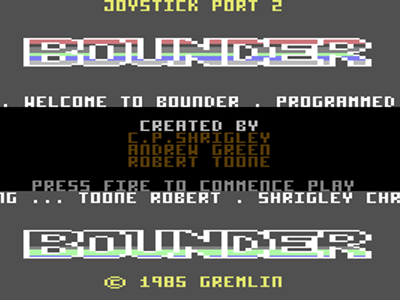 JOYSTICK PORT 2
BOUNDER
. WELCOME TO BOUNDER . PROGRAMMED
CREATED BY
C.P.SHRIGLEY
ANDREW GREEN
ROBERT TOONE
PRESS FIRE TO COMMENCE PLAY
NG ... TOONE ROBERT . SHRIGLEY CHR
BOUNDER
© 1985 GREMLIN